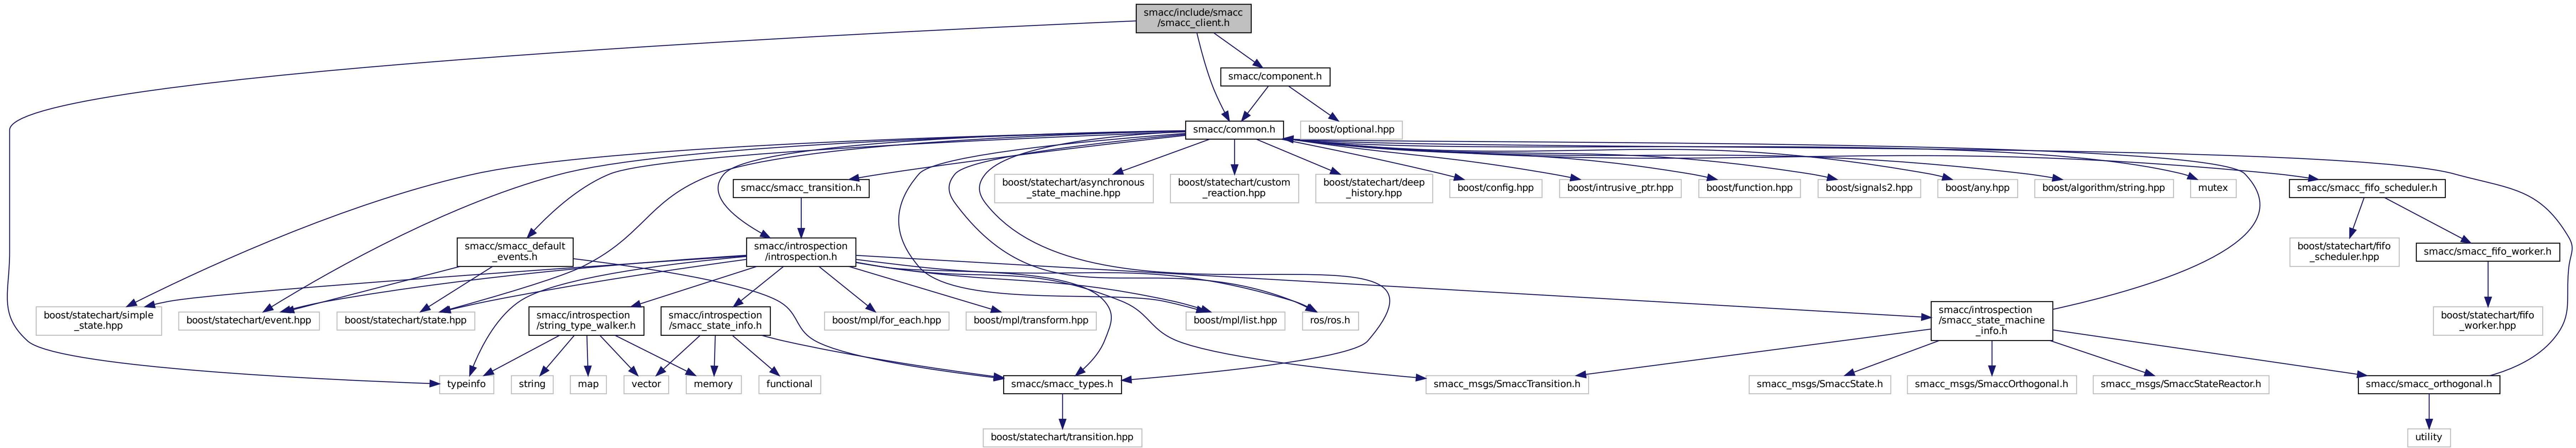 smacc/include/smacc
/smacc_client.h
smacc/component.h
smacc/common.h
boost/optional.hpp
smacc/smacc_transition.h
boost/statechart/asynchronous
_state_machine.hpp
boost/statechart/custom
_reaction.hpp
boost/statechart/deep
_history.hpp
boost/config.hpp
boost/intrusive_ptr.hpp
boost/function.hpp
boost/signals2.hpp
boost/any.hpp
boost/algorithm/string.hpp
mutex
smacc/smacc_fifo_scheduler.h
smacc/smacc_default
_events.h
smacc/introspection
/introspection.h
boost/statechart/fifo
_scheduler.hpp
smacc/smacc_fifo_worker.h
boost/statechart/simple
_state.hpp
boost/statechart/event.hpp
boost/statechart/state.hpp
smacc/introspection
/string_type_walker.h
smacc/introspection
/smacc_state_info.h
boost/mpl/for_each.hpp
boost/mpl/transform.hpp
boost/mpl/list.hpp
ros/ros.h
smacc/introspection
/smacc_state_machine
_info.h
boost/statechart/fifo
_worker.hpp
typeinfo
string
map
vector
memory
functional
smacc/smacc_types.h
smacc_msgs/SmaccTransition.h
smacc_msgs/SmaccState.h
smacc_msgs/SmaccOrthogonal.h
smacc_msgs/SmaccStateReactor.h
smacc/smacc_orthogonal.h
boost/statechart/transition.hpp
utility